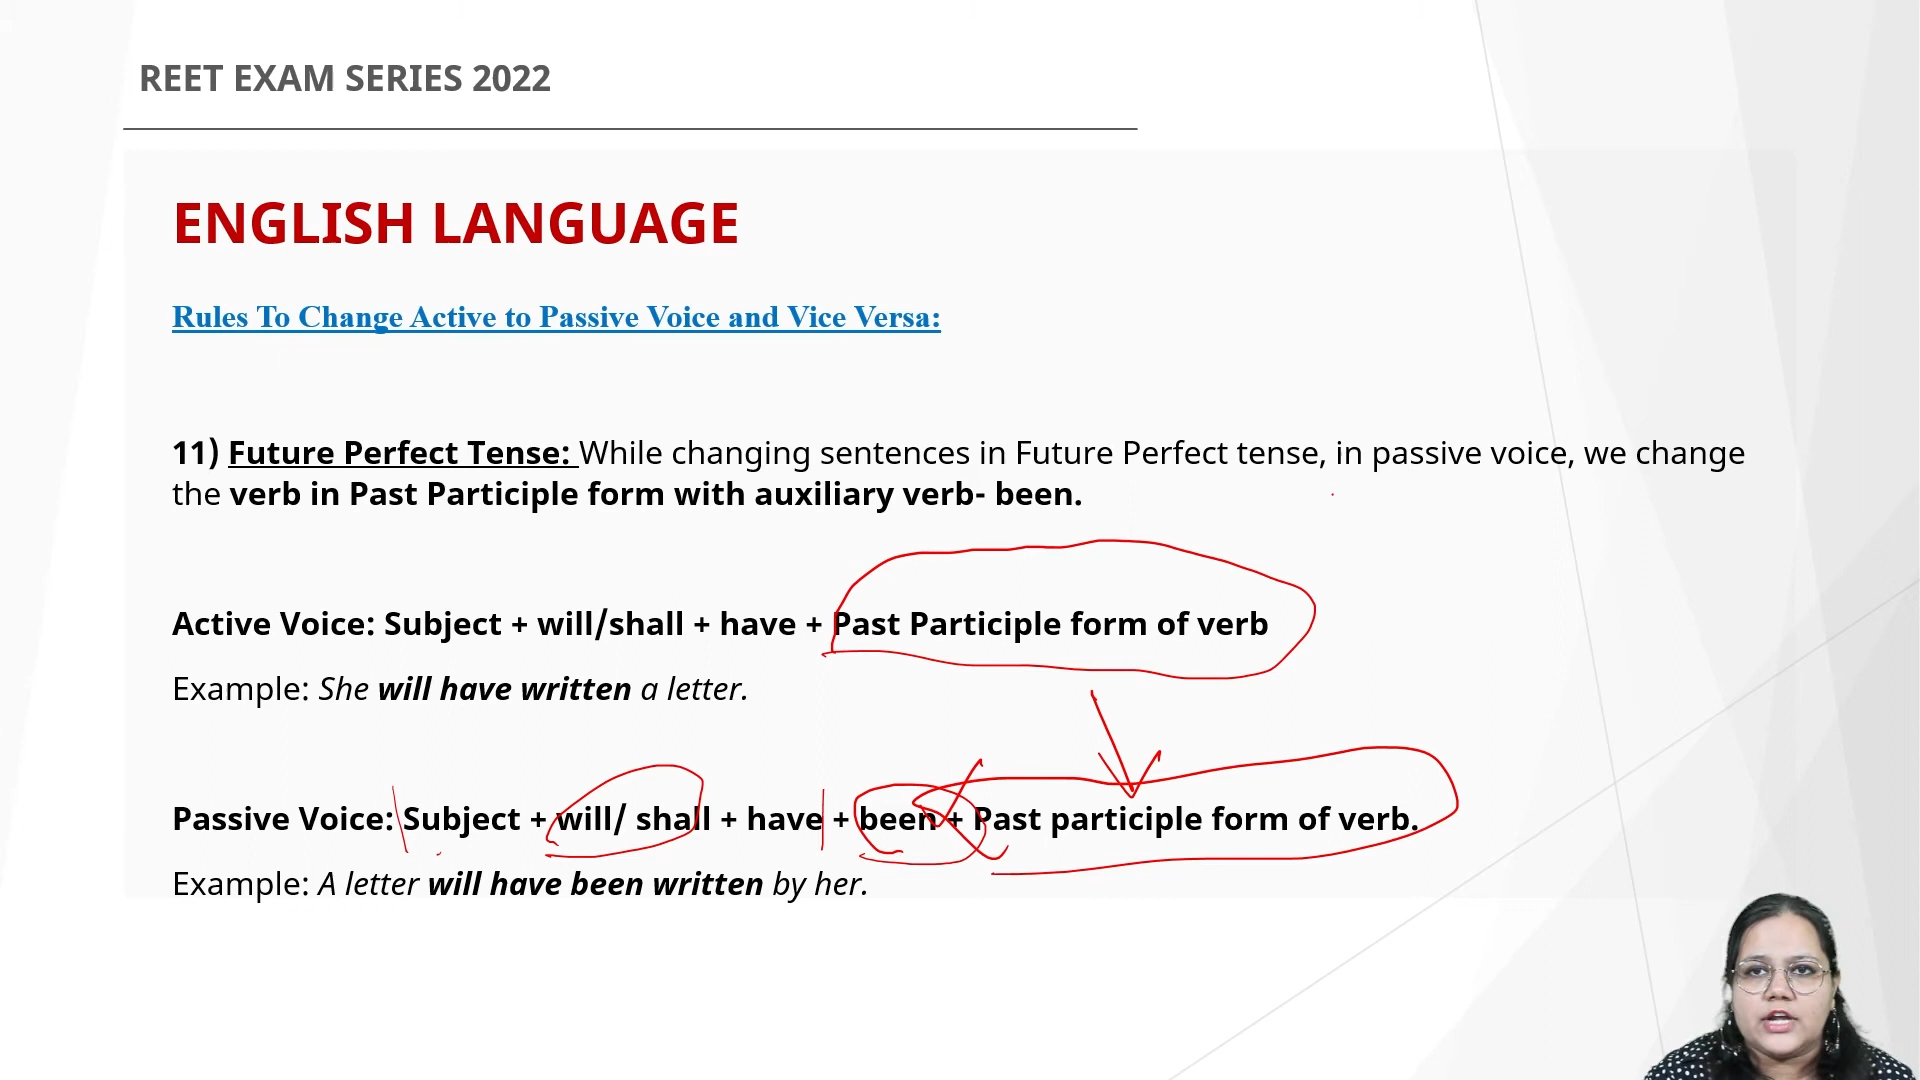 REET EXAM SERIES 2022
ENGLISH LANGUAGE
Rules To Change Active to Passive Voice and Vice Versa:
11) Future Perfect Tense: While changing sentences in Future Perfect tense, in passive voice, we change
the verb in Past Participle form with auxiliary verb- been.
Active Voice: Subject + will/shall + have + Past Participle form of verb
Example: She will have written a letter.
Passive Voice: Subject + will/ shall + have + been + Past participle form of verb.
Example: A letter will have been written by her.